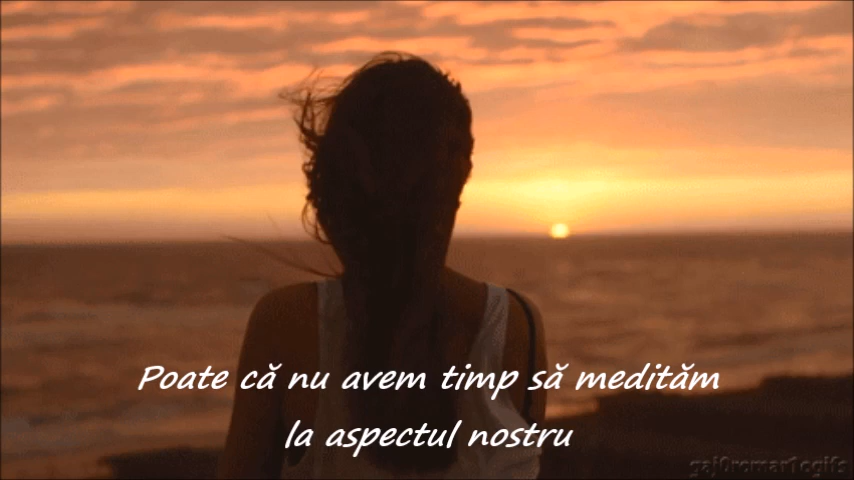 Poate că nu avem timp să medităm
la aspectul nostru